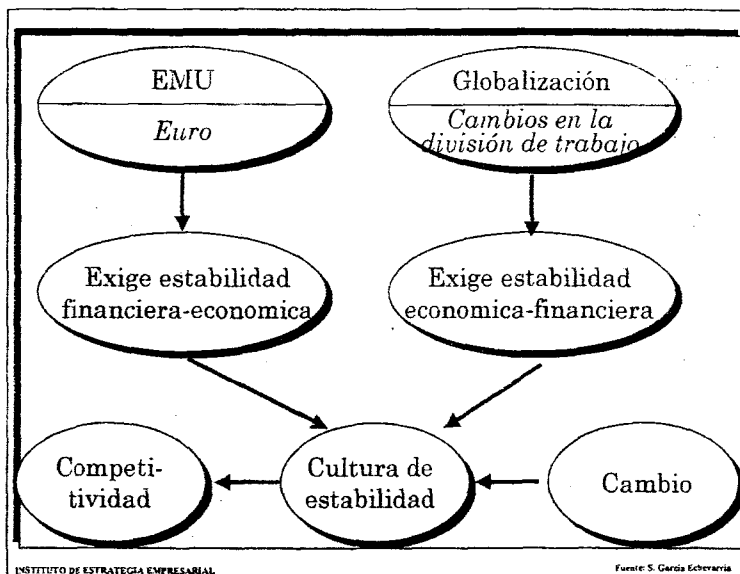 EMU
Euro
Globalización
Cambios en la
división de trabajo
Exige estabilidad
financiera-economica
Exige estabilidad
economica-financiera
Competi-
tividad
Cultura de
estabilidad
Cambio
INSTITUTO DE ESTRATEGIA EMPRESARIAL
Fuente: S. García Echevarría